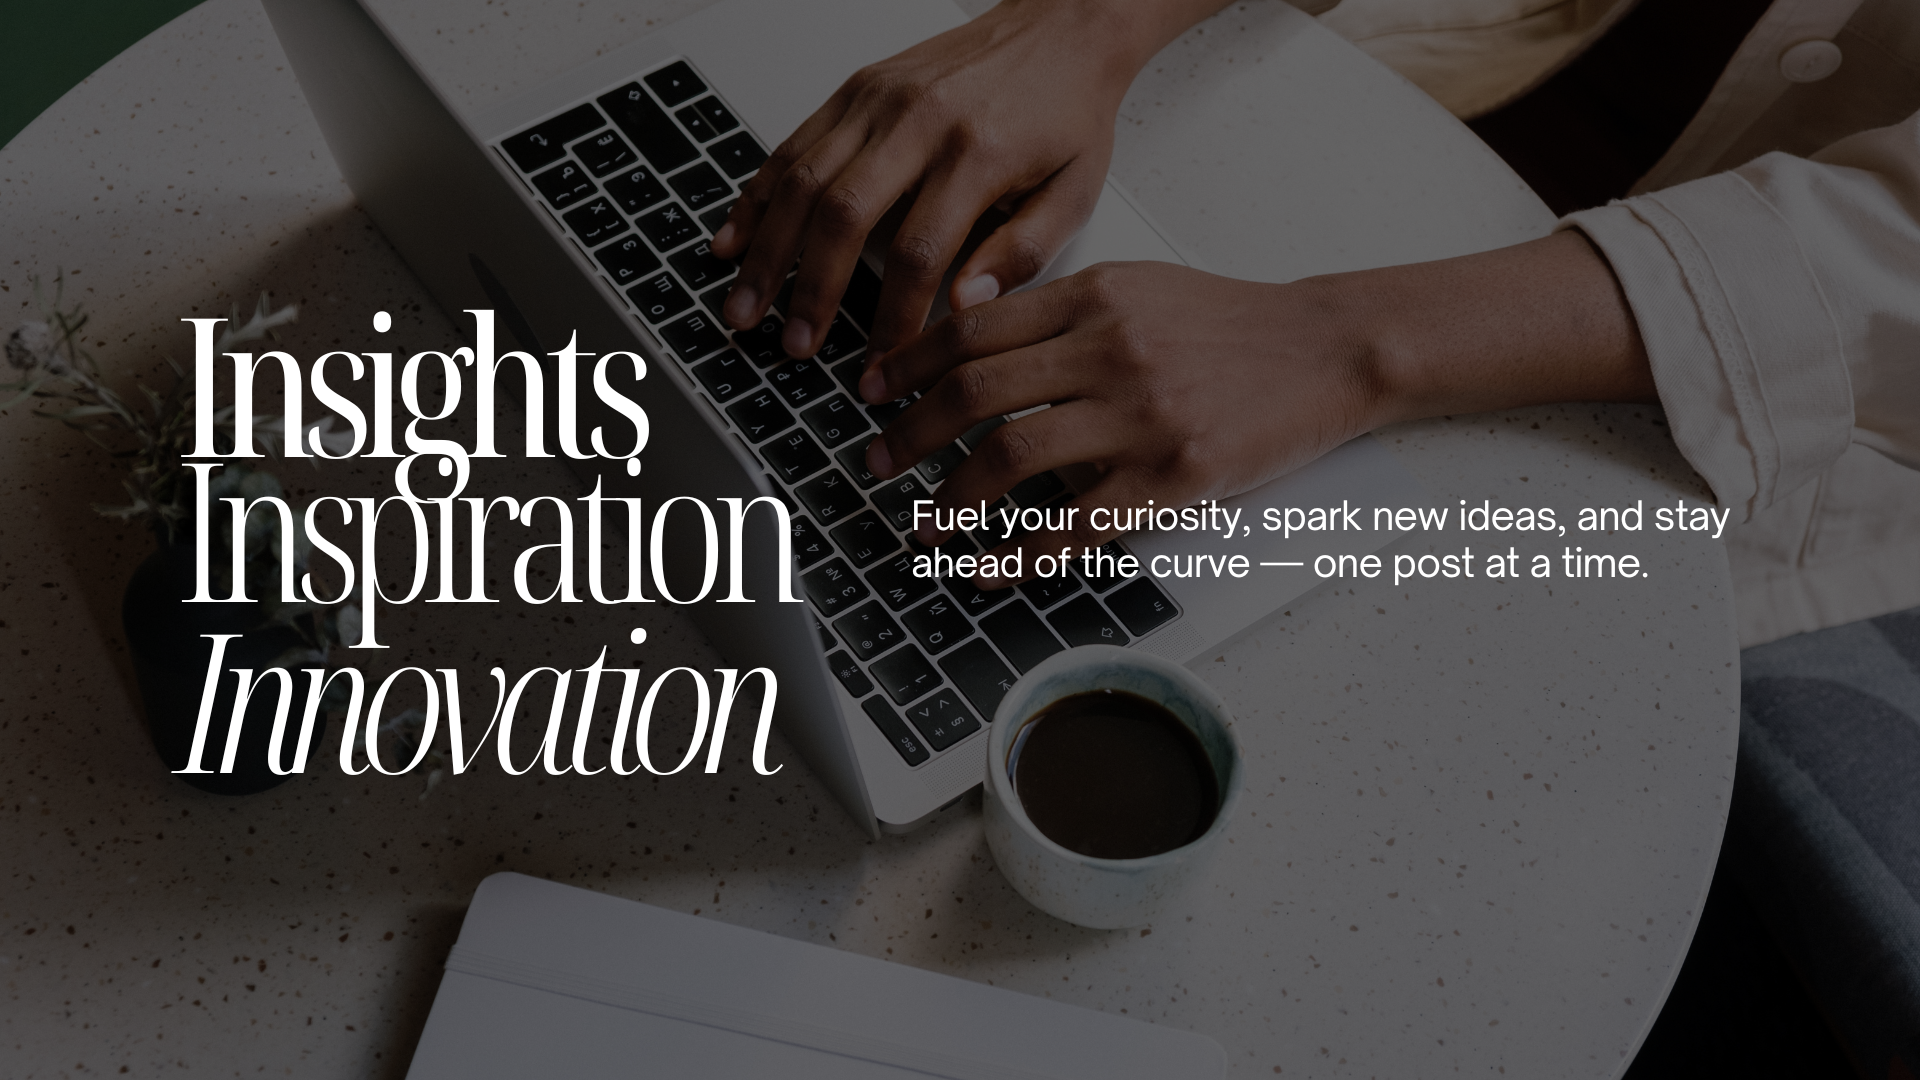 Insights
Inspiration
Innovation
Fuel your curiosity, spark new ideas, and stay
ahead of the curve — one post at a time.
esc